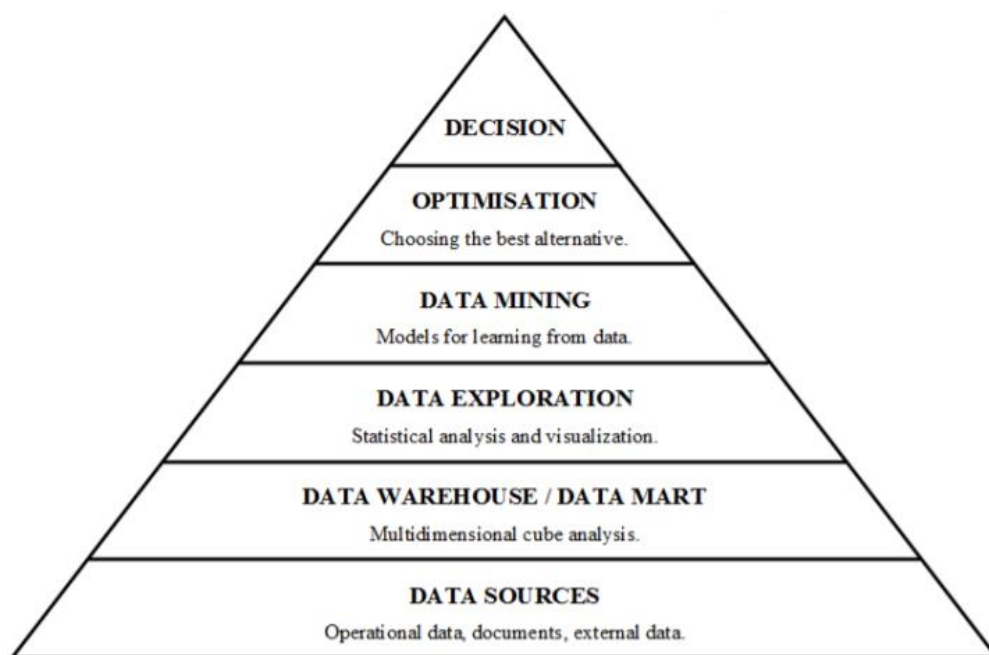 DECISION
OPTIMISATION
Choosing the best alternative.
DATA MINING
Models for learning from data.
DATA EXPLORATION
Statistical analysis and visualization.
DATA WAREHOUSE / DATA MART
Multidimensional cube analysis.
DATA SOURCES
Operational data, documents, external data.